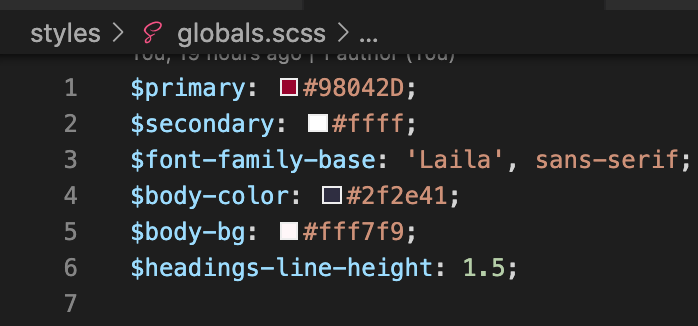 styles > globals.scss > ...
You, 19 hours ago | 1 author (You)
1 $primary: #98042D;
2 $secondary: #ffff;
3 $font-family-base: 'Laila', sans-serif;
4 $body-color: #2f2e41;
5 $body-bg: #fff7f9;
6 $headings-line-height: 1.5;
7